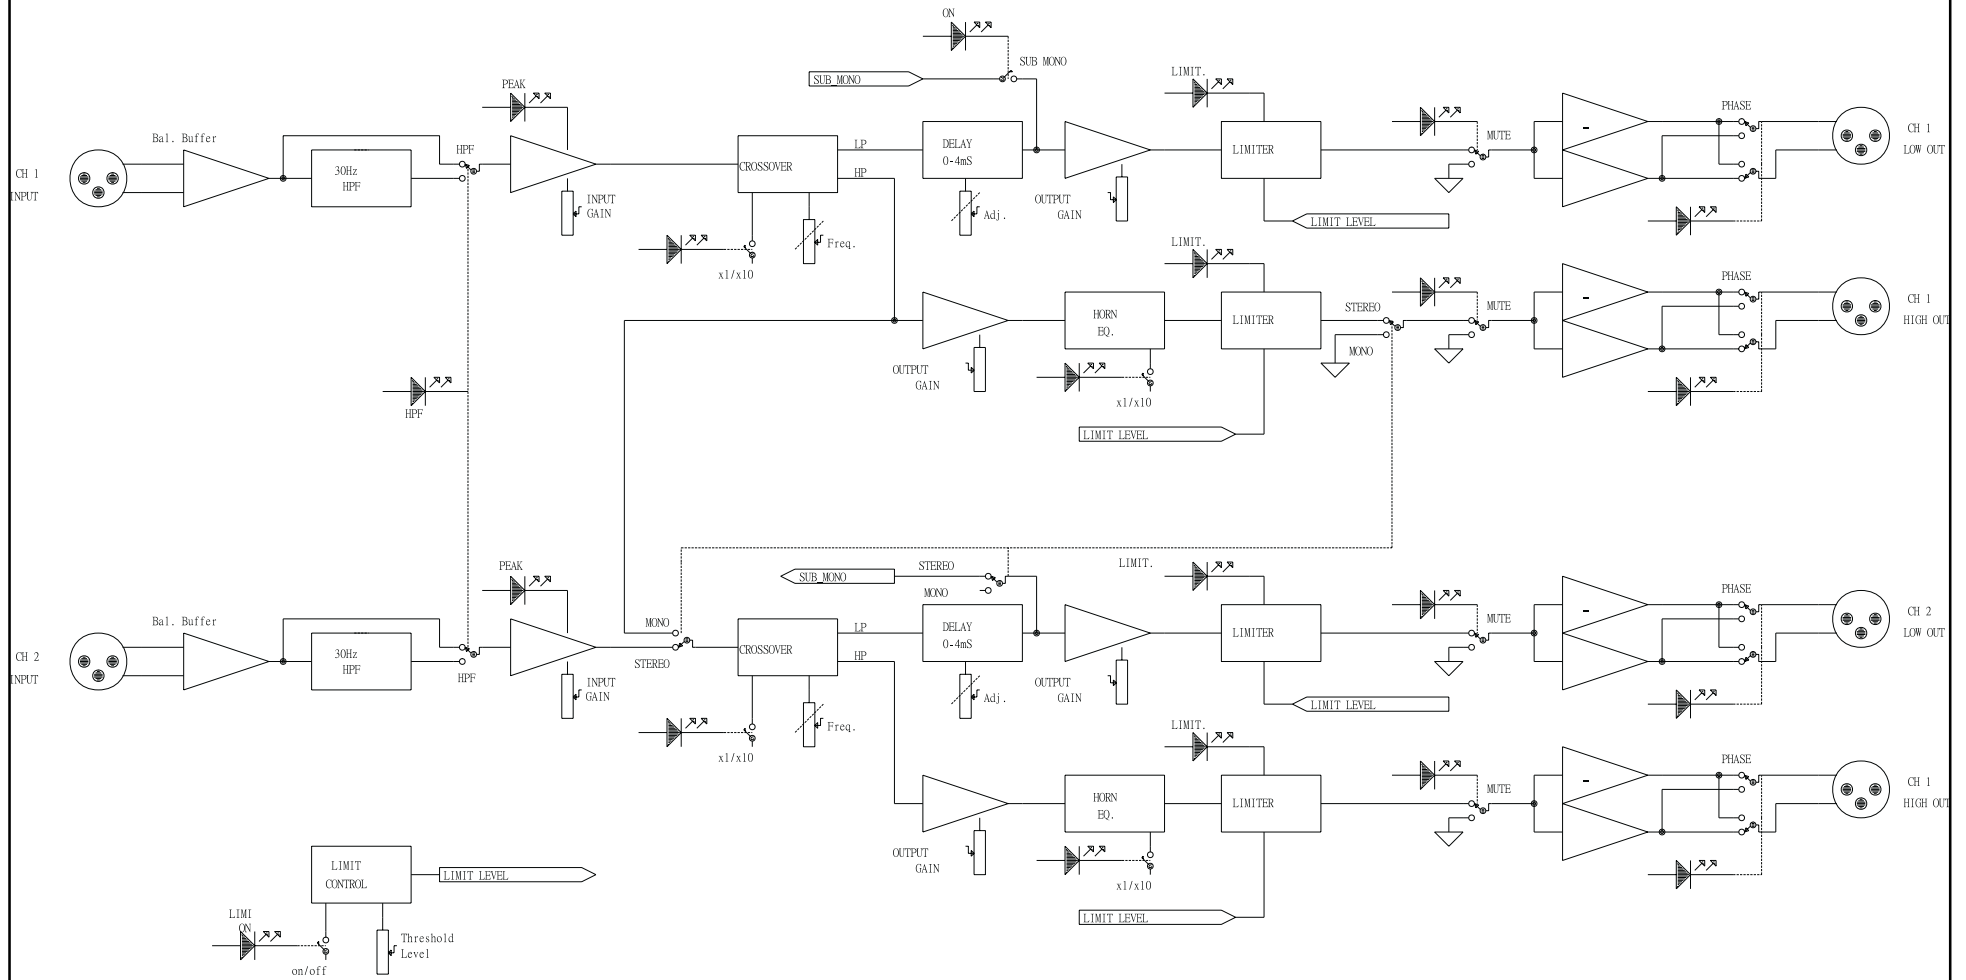 ON
SUB MONO
SUB_MONO
LIMIT.
PEAK
PHASE
MUTE
CH 1
LOW OUT
Bal. Buffer
HPF
LP
HP
DELAY
0-4mS
LIMITER
-
CROSSOVER
CH 1
INPUT
30Hz
HPF
INPUT
GAIN
Adj.
OUTPUT
GAIN
LIMIT LEVEL
Freq.
x1/x10
LIMIT.
PHASE
MUTE
-
CH 1
HIGH OUT
STEREO
MONO
HORN
EQ.
LIMITER
OUTPUT
GAIN
x1/x10
LIMIT LEVEL
HPF
PEAK
STEREO
SUB_MONO
MONO
LIMIT.
PHASE
MUTE
-
CH 2
LOW OUT
Bal. Buffer
MONO
STEREO
LP
HP
DELAY
0-4mS
LIMITER
CROSSOVER
CH 2
INPUT
30Hz
HPF
HPF
INPUT
GAIN
Adj.
OUTPUT
GAIN
LIMIT LEVEL
Freq.
x1/x10
LIMIT.
PHASE
MUTE
-
CH 1
HIGH OUT
HORN
EQ.
LIMITER
OUTPUT
GAIN
x1/x10
LIMIT LEVEL
LIMIT
CONTROL
LIMIT LEVEL
LIMI
ON
Threshold
Level
on/off